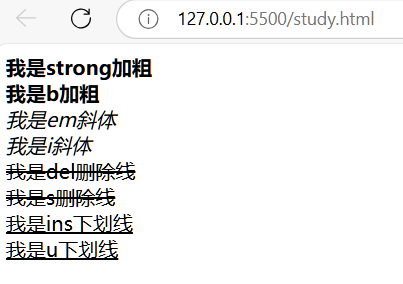 127.0.0.1:5500/study.html
我是strong加粗
我是b加粗
我是em斜体
我是i斜体
我是del删除线
我是s删除线
我是ins下划线
我是u下划线